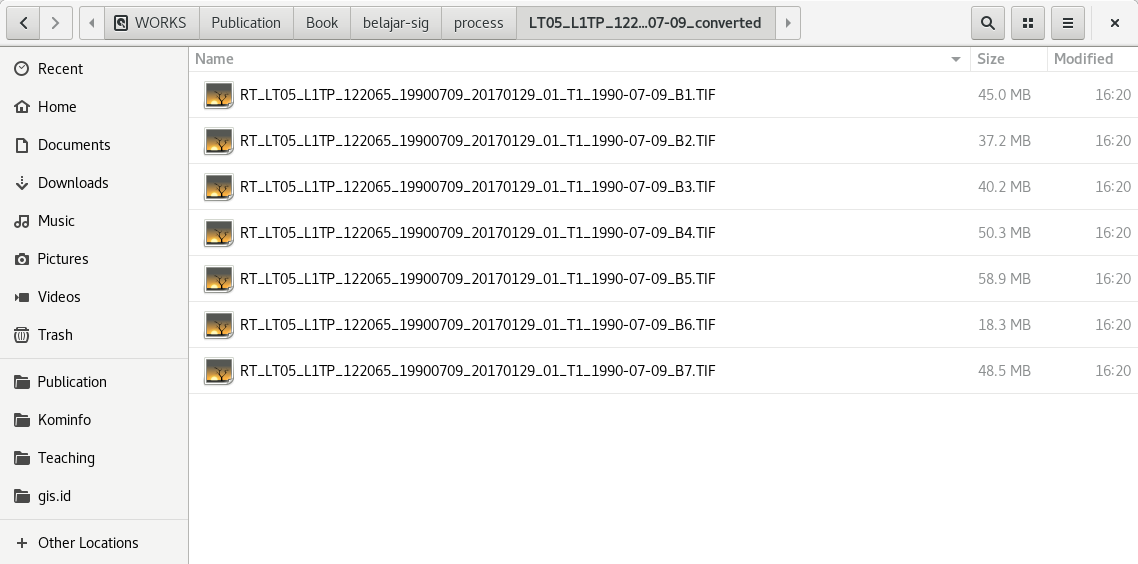 WORKS Publication Book belajar-sig process LT05_L1TP_122...07-09_converted
Recent
Home
Documents
Downloads
Music
Pictures
Videos
Trash
Publication
Kominfo
Teaching
gis.id
Other Locations
Name Size Modified
RT_LT05_L1TP_122065_19900709_20170129_01_T1_1990-07-09_B1.TIF 45.0 MB 16:20
RT_LT05_L1TP_122065_19900709_20170129_01_T1_1990-07-09_B2.TIF 37.2 MB 16:20
RT_LT05_L1TP_122065_19900709_20170129_01_T1_1990-07-09_B3.TIF 40.2 MB 16:20
RT_LT05_L1TP_122065_19900709_20170129_01_T1_1990-07-09_B4.TIF 50.3 MB 16:20
RT_LT05_L1TP_122065_19900709_20170129_01_T1_1990-07-09_B5.TIF 58.9 MB 16:20
RT_LT05_L1TP_122065_19900709_20170129_01_T1_1990-07-09_B6.TIF 18.3 MB 16:20
RT_LT05_L1TP_122065_19900709_20170129_01_T1_1990-07-09_B7.TIF 48.5 MB 16:20